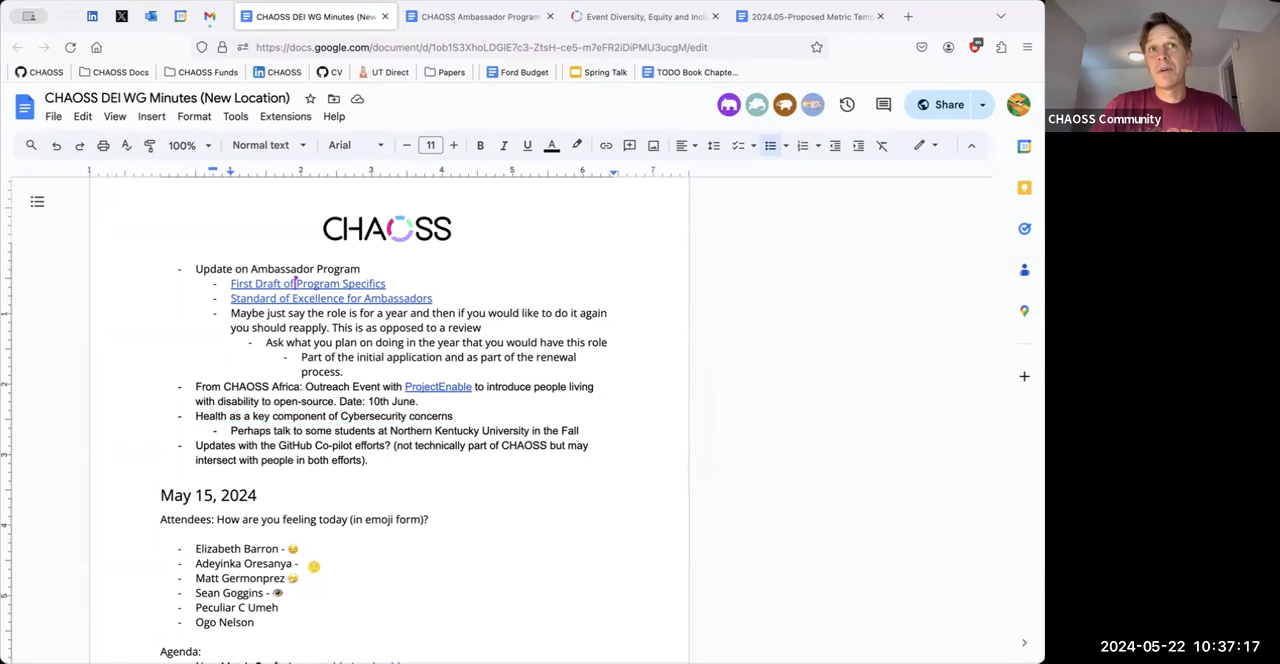 CHAOSS DEI WG Minutes (New
CHAOSS Ambassador Program
Event Diversity, Equity and Incl
2024.05-Proposed Metric Tem
https://docs.google.com/document/d/1ob1S3XhoLDGlE7c3-ZtsH-ce5-m7eFR2iDiPMU3ucgM/edit
CHAOSS
CHAOSS Docs
CHAOSS Funds
CHAOSS
CV
UT Direct
Papers
Ford Budget
Spring Talk
TODO Book Chapte...
CHAOSS DEI WG Minutes (New Location)
File Edit View Insert Format Tools Extensions Help
Share
100% Normal text Arial 11
1 1 2 3 4 5 6 7
CHAOSS
- Update on Ambassador Program
- First Draft of Program Specifics
- Standard of Excellence for Ambassadors
- Maybe just say the role is for a year and then if you would like to do it again
you should reapply. This is as opposed to a review
- Ask what you plan on doing in the year that you would have this role
- Part of the initial application and as part of the renewal
process.
- From CHAOSS Africa: Outreach Event with ProjectEnable to introduce people living
with disability to open-source. Date: 10th June.
- Health as a key component of Cybersecurity concerns
- Perhaps talk to some students at Northern Kentucky University in the Fall
- Updates with the GitHub Co-pilot efforts? (not technically part of CHAOSS but may
intersect with people in both efforts).
May 15, 2024
Attendees: How are you feeling today (in emoji form)?
- Elizabeth Barron - 😊
- Adeyinka Oresanya -
- Matt Germonprez 🤔
- Sean Goggins - 👁
- Peculiar C Umeh
- Ogo Nelson
Agenda:
CHAOSS Community
2024-05-22 10:37:17